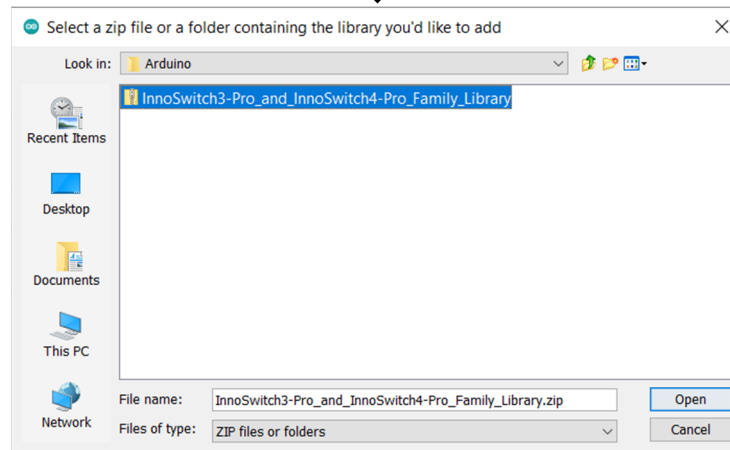 Select a zip file or a folder containing the library you'd like to add
Look in: Arduino
InnoSwitch3-Pro_and_InnoSwitch4-Pro_Family_Library
Recent Items
Desktop
Documents
This PC
Network
File name: InnoSwitch3-Pro_and_InnoSwitch4-Pro_Family_Library.zip Open
Files of type: ZIP files or folders Cancel